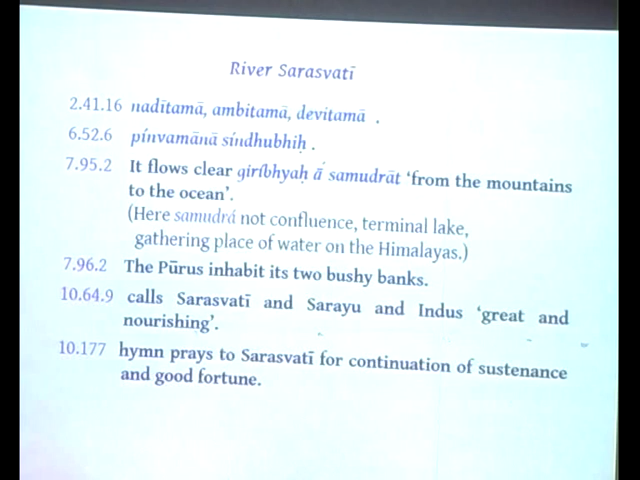 River Sarasvatī
2.41.16 nadītamā, ambitamā, devitamā .
6.52.6 pínvamānā síndhubhiḥ .
7.95.2 It flows clear giríbhyaḥ ā́ samudrāt ‘from the mountains
to the ocean’.
(Here samudrá not confluence, terminal lake,
gathering place of water on the Himalayas.)
7.96.2 The Pūrus inhabit its two bushy banks.
10.64.9 calls Sarasvatī and Sarayu and Indus ‘great and
nourishing’.
10.177 hymn prays to Sarasvatī for continuation of sustenance
and good fortune.